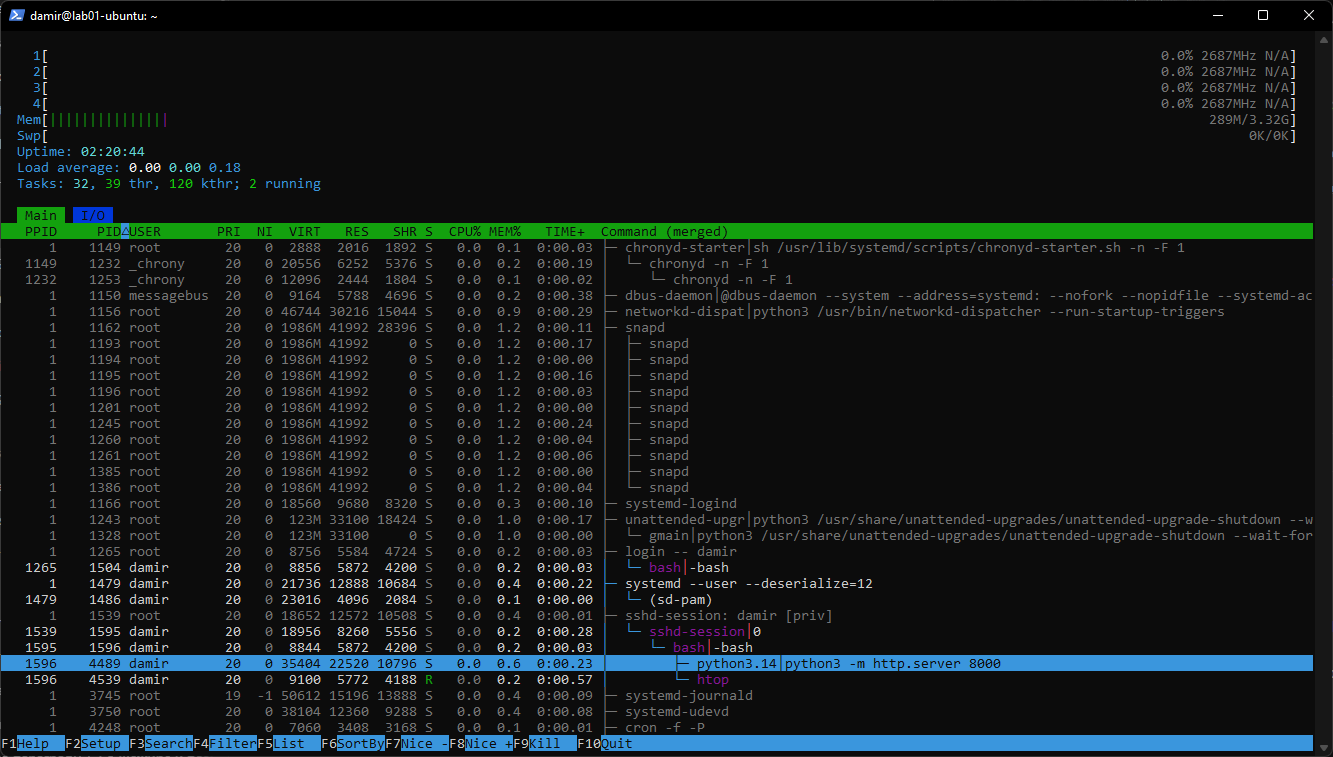 damir@lab01-ubuntu: ~
1[ 0.0% 2687MHz N/A]
2[ 0.0% 2687MHz N/A]
3[ 0.0% 2687MHz N/A]
4[ 0.0% 2687MHz N/A]
Mem[||||||||||||||| 289M/3.32G]
Swp[ 0K/0K]
Uptime: 02:20:44
Load average: 0.00 0.00 0.18
Tasks: 32, 39 thr, 120 kthr; 2 running
Main I/O
PPID PID△USER PRI NI VIRT RES SHR S CPU% MEM% TIME+ Command (merged)
1 1149 root 20 0 2888 2016 1892 S 0.0 0.1 0:00.03 ├─ chronyd-starter│sh /usr/lib/systemd/scripts/chronyd-starter.sh -n -F 1
1149 1232 _chrony 20 0 20556 6252 5376 S 0.0 0.2 0:00.19 │ └─ chronyd -n -F 1
1232 1253 _chrony 20 0 12096 2444 1804 S 0.0 0.1 0:00.02 │ └─ chronyd -n -F 1
1 1150 messagebus 20 0 9164 5788 4696 S 0.0 0.2 0:00.38 ├─ dbus-daemon│@dbus-daemon --system --address=systemd: --nofork --nopidfile --systemd-ac
1 1156 root 20 0 46744 30216 15044 S 0.0 0.9 0:00.29 ├─ networkd-dispat│python3 /usr/bin/networkd-dispatcher --run-startup-triggers
1 1162 root 20 0 1986M 41992 28396 S 0.0 1.2 0:00.11 ├─ snapd
1 1193 root 20 0 1986M 41992 0 S 0.0 1.2 0:00.17 │ ├─ snapd
1 1194 root 20 0 1986M 41992 0 S 0.0 1.2 0:00.00 │ ├─ snapd
1 1195 root 20 0 1986M 41992 0 S 0.0 1.2 0:00.16 │ ├─ snapd
1 1196 root 20 0 1986M 41992 0 S 0.0 1.2 0:00.03 │ ├─ snapd
1 1201 root 20 0 1986M 41992 0 S 0.0 1.2 0:00.00 │ ├─ snapd
1 1245 root 20 0 1986M 41992 0 S 0.0 1.2 0:00.24 │ ├─ snapd
1 1260 root 20 0 1986M 41992 0 S 0.0 1.2 0:00.04 │ ├─ snapd
1 1261 root 20 0 1986M 41992 0 S 0.0 1.2 0:00.06 │ ├─ snapd
1 1385 root 20 0 1986M 41992 0 S 0.0 1.2 0:00.00 │ ├─ snapd
1 1386 root 20 0 1986M 41992 0 S 0.0 1.2 0:00.04 │ └─ snapd
1 1166 root 20 0 18560 9680 8320 S 0.0 0.3 0:00.10 ├─ systemd-logind
1 1243 root 20 0 123M 33100 18424 S 0.0 1.0 0:00.17 ├─ unattended-upgr│python3 /usr/share/unattended-upgrades/unattended-upgrade-shutdown --w
1 1328 root 20 0 123M 33100 0 S 0.0 1.0 0:00.00 │ └─ gmain│python3 /usr/share/unattended-upgrades/unattended-upgrade-shutdown --wait-for
1 1265 root 20 0 8756 5584 4724 S 0.0 0.2 0:00.03 ├─ login -- damir
1265 1504 damir 20 0 8856 5872 4200 S 0.0 0.2 0:00.03 │ └─ bash│-bash
1 1479 damir 20 0 21736 12888 10684 S 0.0 0.4 0:00.22 ├─ systemd --user --deserialize=12
1479 1486 damir 20 0 23016 4096 2084 S 0.0 0.1 0:00.00 │ └─ (sd-pam)
1 1539 root 20 0 18652 12572 10508 S 0.0 0.4 0:00.01 ├─ sshd-session: damir [priv]
1539 1595 damir 20 0 18956 8260 5556 S 0.0 0.2 0:00.28 │ └─ sshd-session│0
1595 1596 damir 20 0 8844 5872 4200 S 0.0 0.2 0:00.03 │ └─ bash│-bash
1596 4489 damir 20 0 35404 22520 10796 S 0.0 0.6 0:00.23 │ ├─ python3.14│python3 -m http.server 8000
1596 4539 damir 20 0 9100 5772 4188 R 0.0 0.2 0:00.57 │ └─ htop
1 3745 root 19 -1 50612 15196 13888 S 0.0 0.4 0:00.09 ├─ systemd-journald
1 3750 root 20 0 38104 12360 9288 S 0.0 0.4 0:00.08 ├─ systemd-udevd
1 4248 root 20 0 7060 3408 3168 S 0.0 0.1 0:00.01 ├─ cron -f -P
F1Help F2Setup F3SearchF4FilterF5List F6SortByF7Nice -F8Nice +F9Kill F10Quit